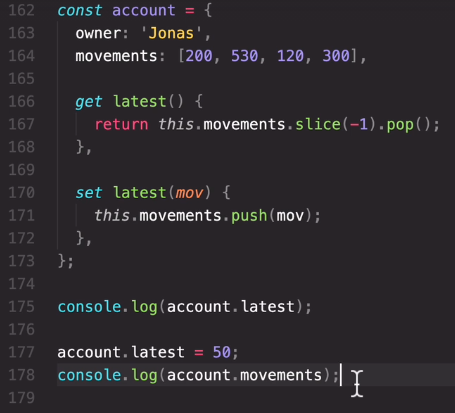 162 const account = {
163   owner: 'Jonas',
164   movements: [200, 530, 120, 300],
165
166   get latest() {
167     return this.movements.slice(-1).pop();
168   },
169
170   set latest(mov) {
171     this.movements.push(mov);
172   },
173 };
174
175 console.log(account.latest);
176
177 account.latest = 50;
178 console.log(account.movements);
179